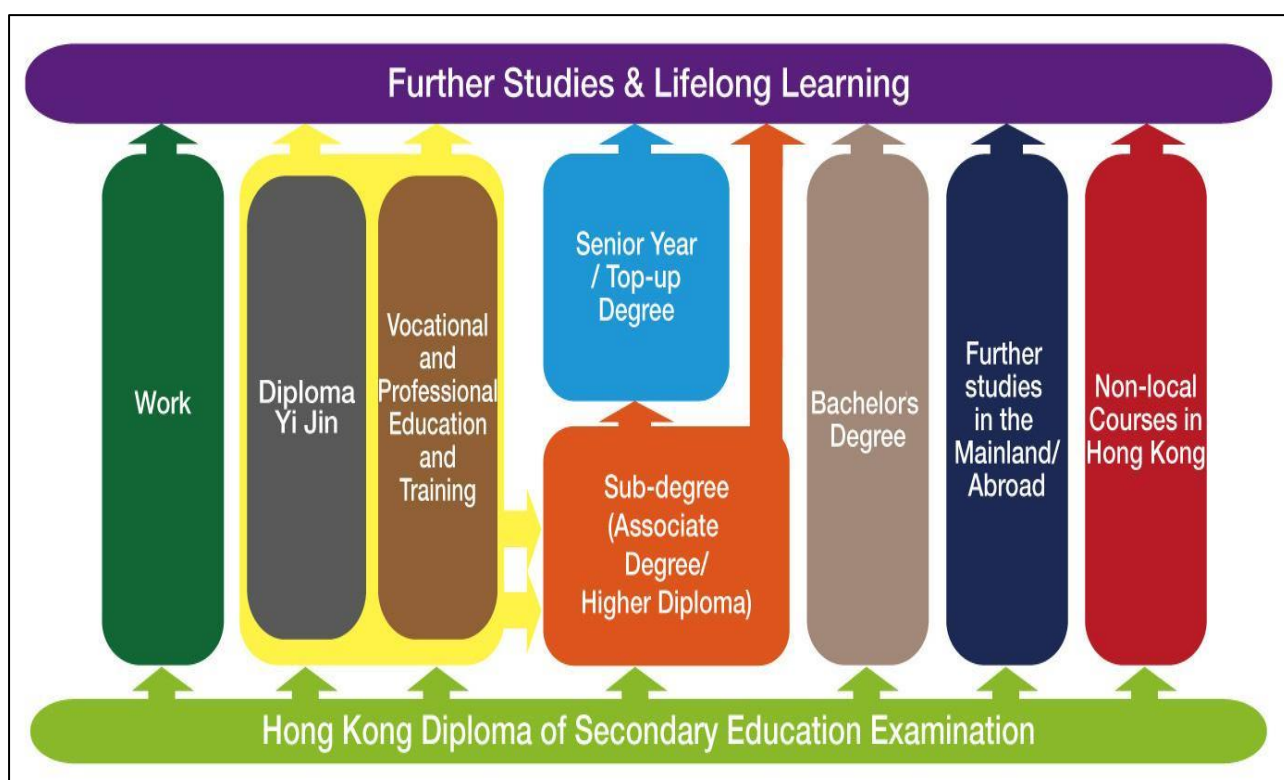 Further Studies & Lifelong Learning
Work
Diploma
Yi Jin
Vocational
and
Professional
Education
and
Training
Senior Year
/ Top-up
Degree
Sub-degree
(Associate
Degree/
Higher Diploma)
Bachelors
Degree
Further
studies
in the
Mainland/
Abroad
Non-local
Courses in
Hong Kong
Hong Kong Diploma of Secondary Education Examination